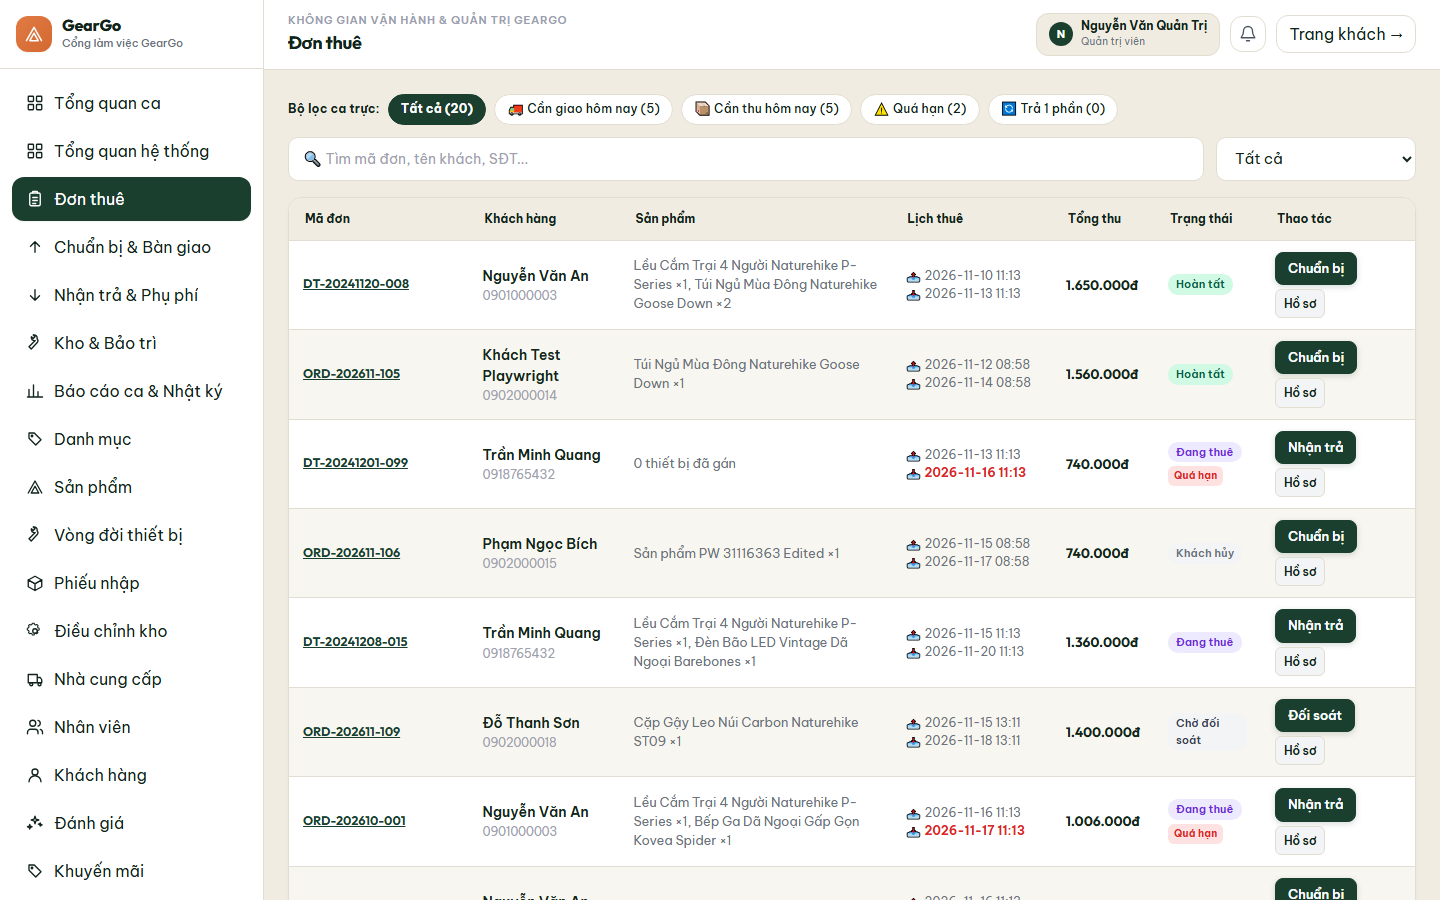 GearGo
Cổng làm việc GearGo
KHÔNG GIAN VẬN HÀNH & QUẢN TRỊ GEARGO
Đơn thuê
N
Nguyễn Văn Quản Trị
Quản trị viên
Trang khách →
Tổng quan ca
Tổng quan hệ thống
Đơn thuê
Chuẩn bị & Bàn giao
Nhận trả & Phụ phí
Kho & Bảo trì
Báo cáo ca & Nhật ký
Danh mục
Sản phẩm
Vòng đời thiết bị
Phiếu nhập
Điều chỉnh kho
Nhà cung cấp
Nhân viên
Khách hàng
Đánh giá
Khuyến mãi
Bộ lọc ca trực:
Tất cả (20)
Cần giao hôm nay (5)
Cần thu hôm nay (5)
Quá hạn (2)
Trả 1 phần (0)
Tìm mã đơn, tên khách, SĐT...
Tất cả
Mã đơn Khách hàng Sản phẩm Lịch thuê Tổng thu Trạng thái Thao tác
DT-20241120-008
Nguyễn Văn An
0901000003
Lều Cắm Trại 4 Người Naturehike P-
Series ×1, Túi Ngủ Mùa Đông Naturehike
Goose Down ×2
2026-11-10 11:13
2026-11-13 11:13
1.650.000đ
Hoàn tất
Chuẩn bị
Hồ sơ
ORD-202611-105
Khách Test
Playwright
0902000014
Túi Ngủ Mùa Đông Naturehike Goose
Down ×1
2026-11-12 08:58
2026-11-14 08:58
1.560.000đ
Hoàn tất
Chuẩn bị
Hồ sơ
DT-20241201-099
Trần Minh Quang
0918765432
0 thiết bị đã gán
2026-11-13 11:13
2026-11-16 11:13
740.000đ
Đang thuê
Quá hạn
Nhận trả
Hồ sơ
ORD-202611-106
Phạm Ngọc Bích
0902000015
Sản phẩm PW 31116363 Edited ×1
2026-11-15 08:58
2026-11-17 08:58
740.000đ
Khách hủy
Chuẩn bị
Hồ sơ
DT-20241208-015
Trần Minh Quang
0918765432
Lều Cắm Trại 4 Người Naturehike P-
Series ×1, Đèn Bão LED Vintage Dã
Ngoại Barebones ×1
2026-11-15 11:13
2026-11-20 11:13
1.360.000đ
Đang thuê
Nhận trả
Hồ sơ
ORD-202611-109
Đỗ Thanh Sơn
0902000018
Cặp Gậy Leo Núi Carbon Naturehike
ST09 ×1
2026-11-15 13:11
2026-11-18 13:11
1.400.000đ
Chờ đối
soát
Đối soát
Hồ sơ
ORD-202610-001
Nguyễn Văn An
0901000003
Lều Cắm Trại 4 Người Naturehike P-
Series ×1, Bếp Ga Dã Ngoại Gấp Gọn
Kovea Spider ×1
2026-11-16 11:13
2026-11-17 11:13
1.006.000đ
Đang thuê
Quá hạn
Nhận trả
Hồ sơ
Nguyễn Văn An
2026-11-16 11:13
Chuẩn bị